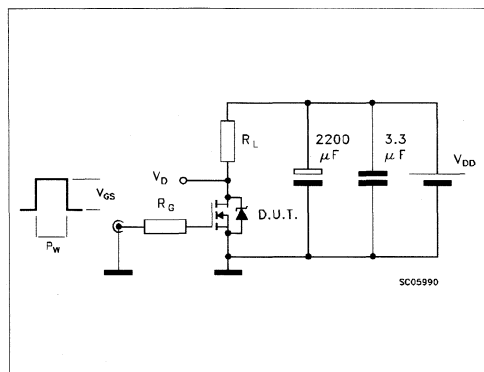 R_L
2200 µF
3.3 µF
V_DD
V_D
V_GS
R_G
D.U.T.
P_W
SC05990